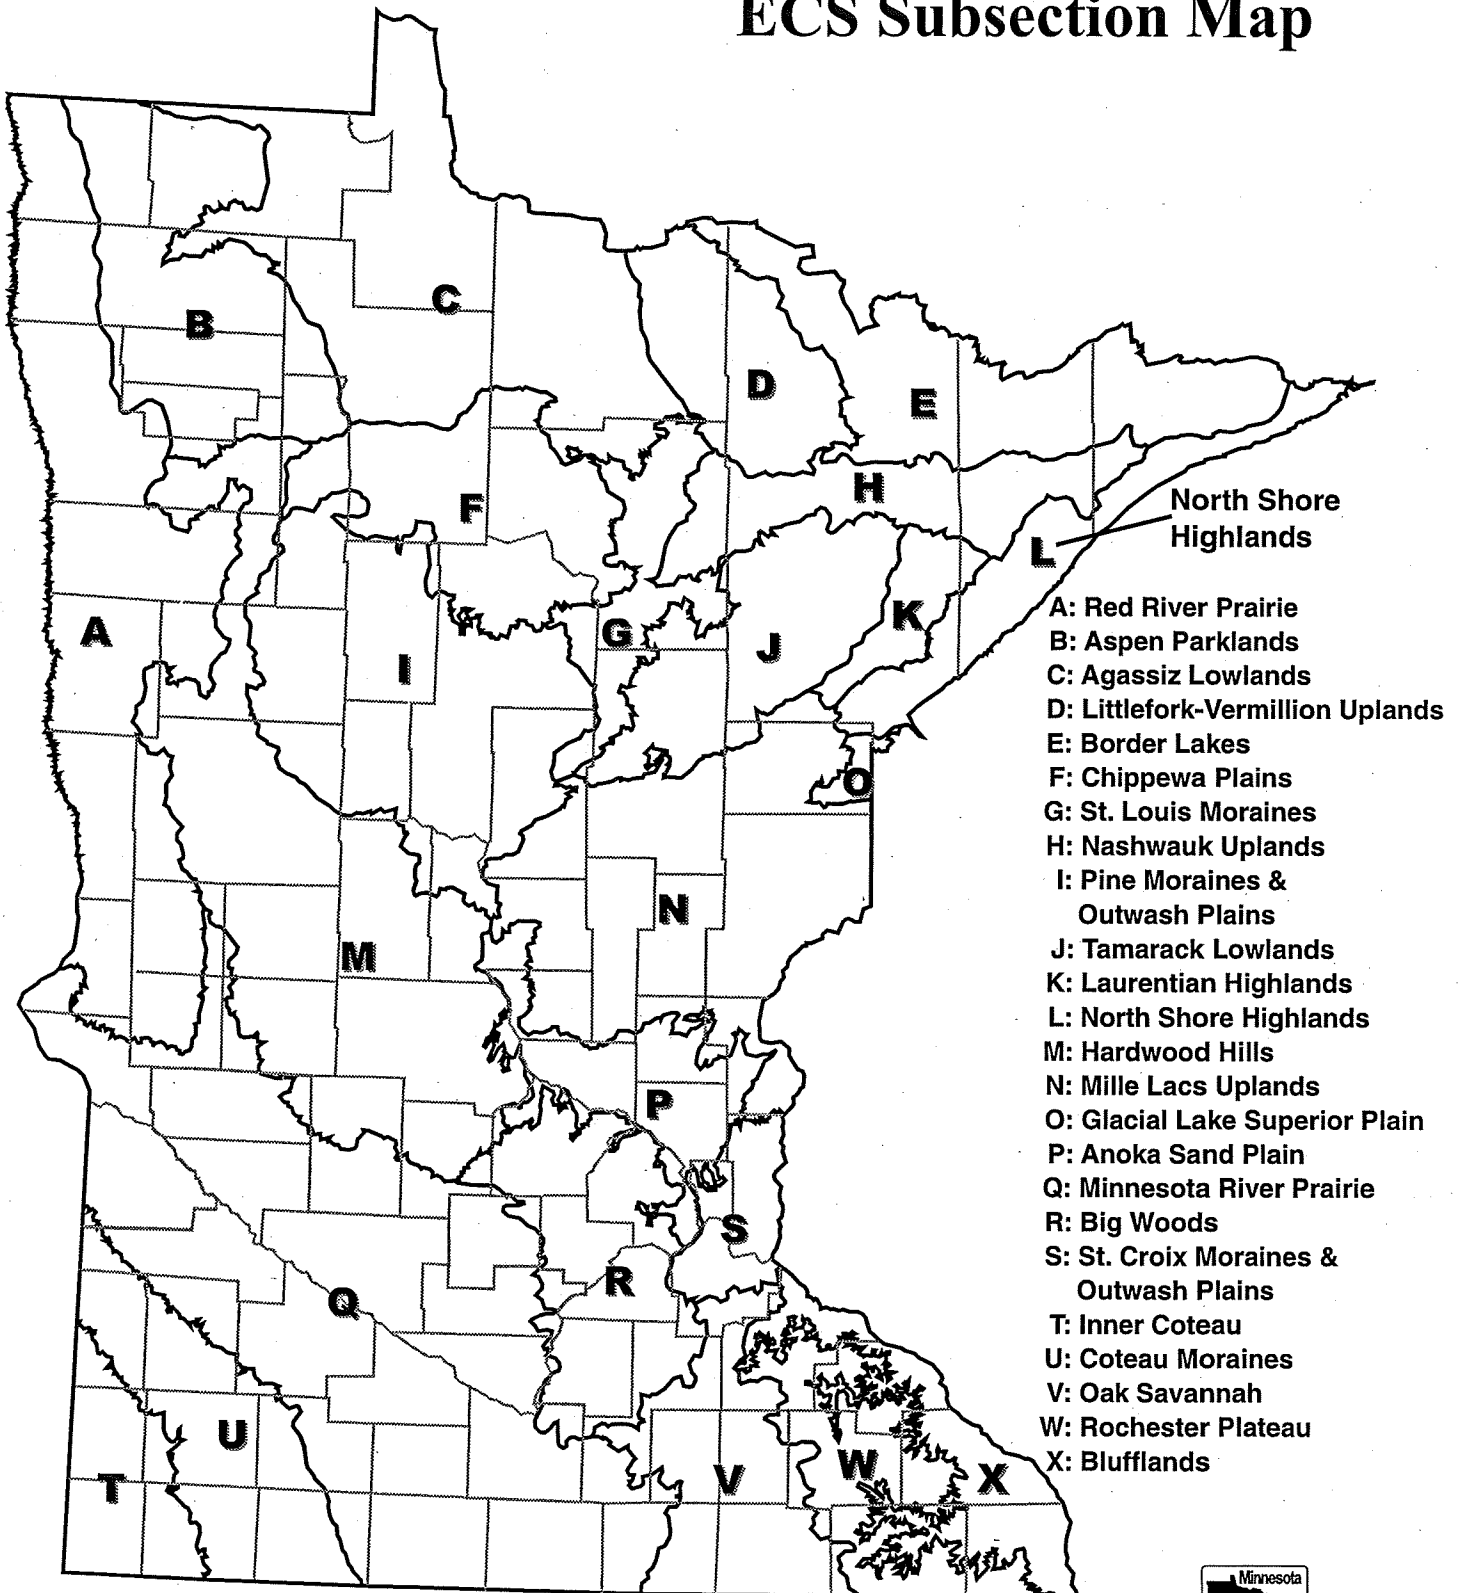 ECS Subsection Map
B
C
D
E
H
F
North Shore
Highlands
L
A
I
G
J
K
O
M
N
P
S
Q
R
U
T
V
W
X
A: Red River Prairie
B: Aspen Parklands
C: Agassiz Lowlands
D: Littlefork-Vermillion Uplands
E: Border Lakes
F: Chippewa Plains
G: St. Louis Moraines
H: Nashwauk Uplands
I: Pine Moraines &
Outwash Plains
J: Tamarack Lowlands
K: Laurentian Highlands
L: North Shore Highlands
M: Hardwood Hills
N: Mille Lacs Uplands
O: Glacial Lake Superior Plain
P: Anoka Sand Plain
Q: Minnesota River Prairie
R: Big Woods
S: St. Croix Moraines &
Outwash Plains
T: Inner Coteau
U: Coteau Moraines
V: Oak Savannah
W: Rochester Plateau
X: Blufflands
Minnesota